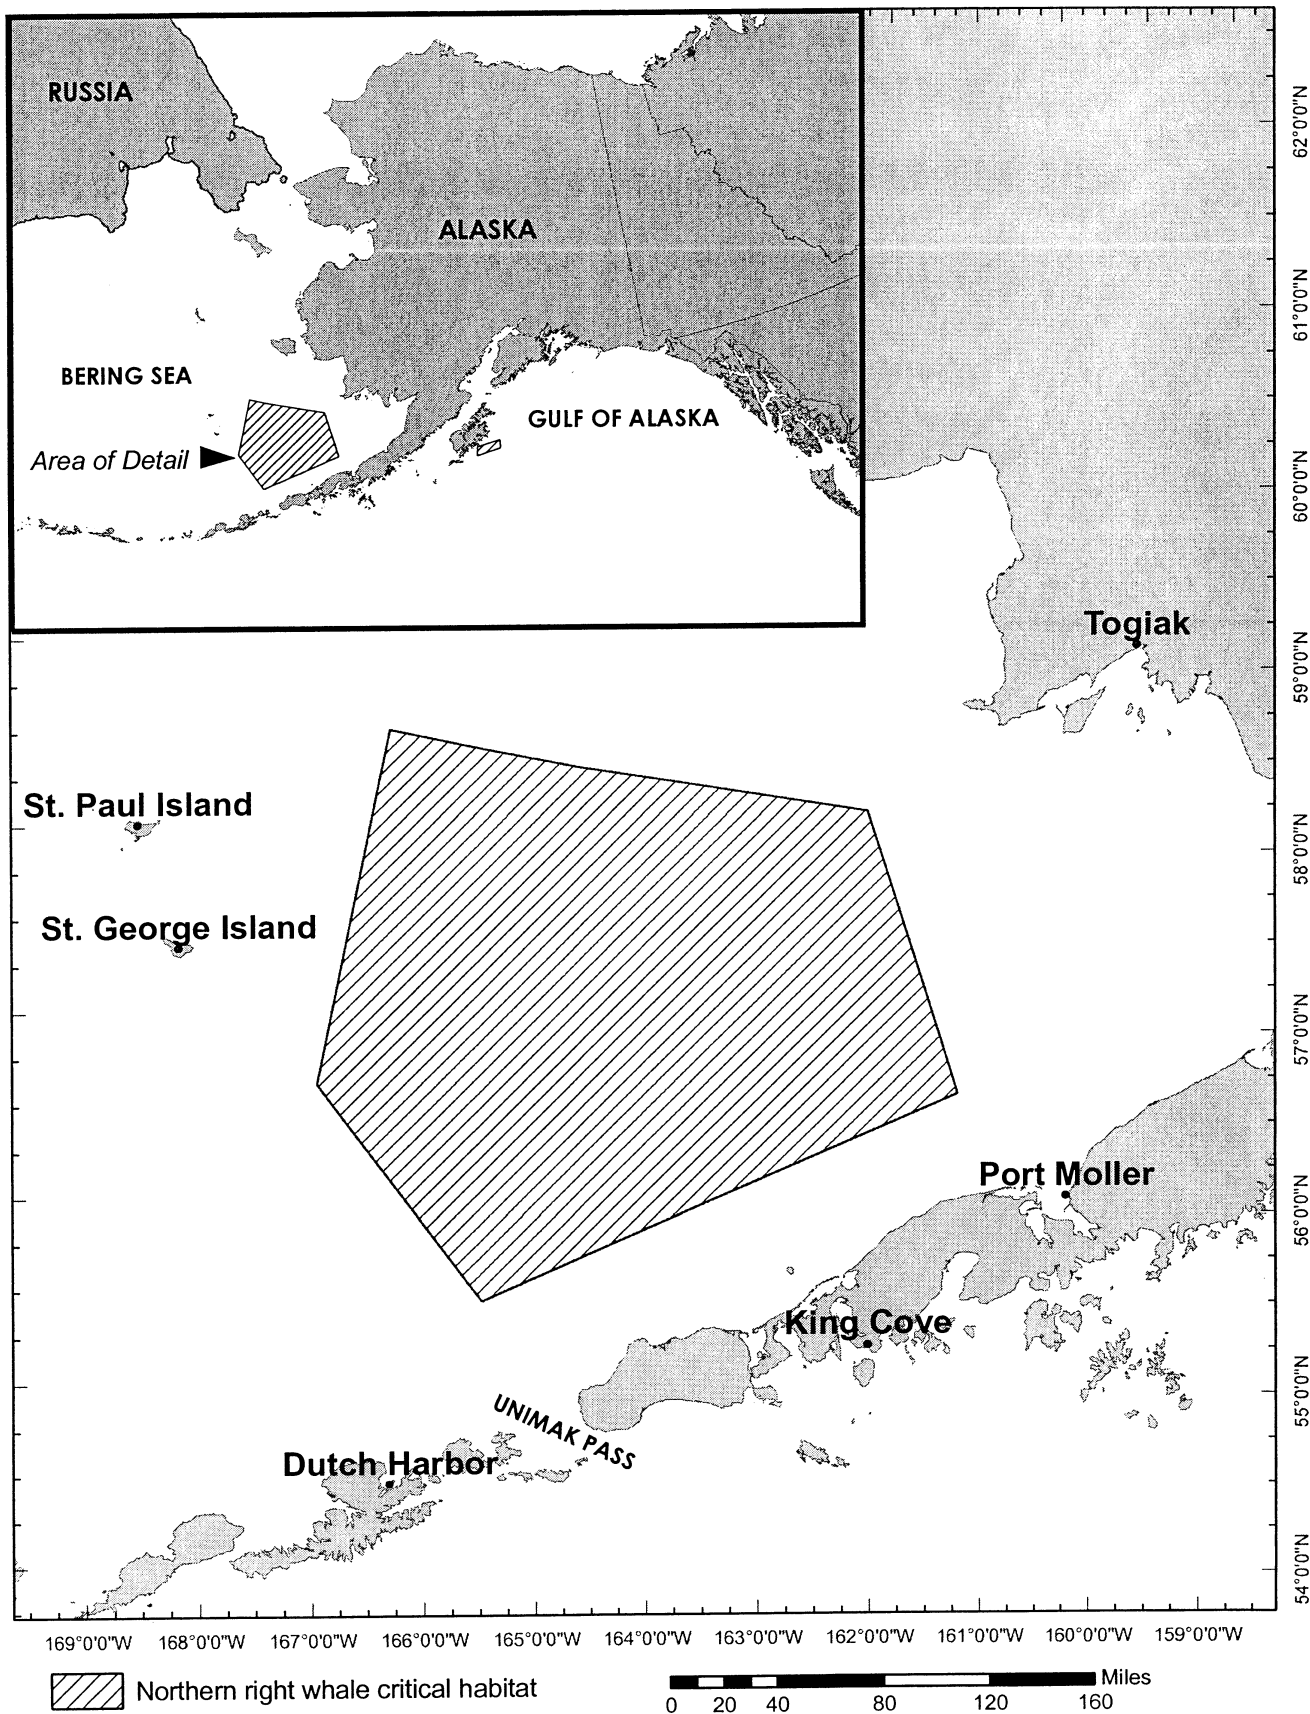 RUSSIA
ALASKA
BERING SEA
GULF OF ALASKA
Area of Detail
62°0'0"N
61°0'0"N
60°0'0"N
59°0'0"N
58°0'0"N
57°0'0"N
56°0'0"N
55°0'0"N
54°0'0"N
Togiak
St. Paul Island
St. George Island
Port Moller
King Cove
UNIMAK PASS
Dutch Harbor
169°0'0"W 168°0'0"W 167°0'0"W 166°0'0"W 165°0'0"W 164°0'0"W 163°0'0"W 162°0'0"W 161°0'0"W 160°0'0"W 159°0'0"W
Northern right whale critical habitat
Miles
0 20 40 80 120 160